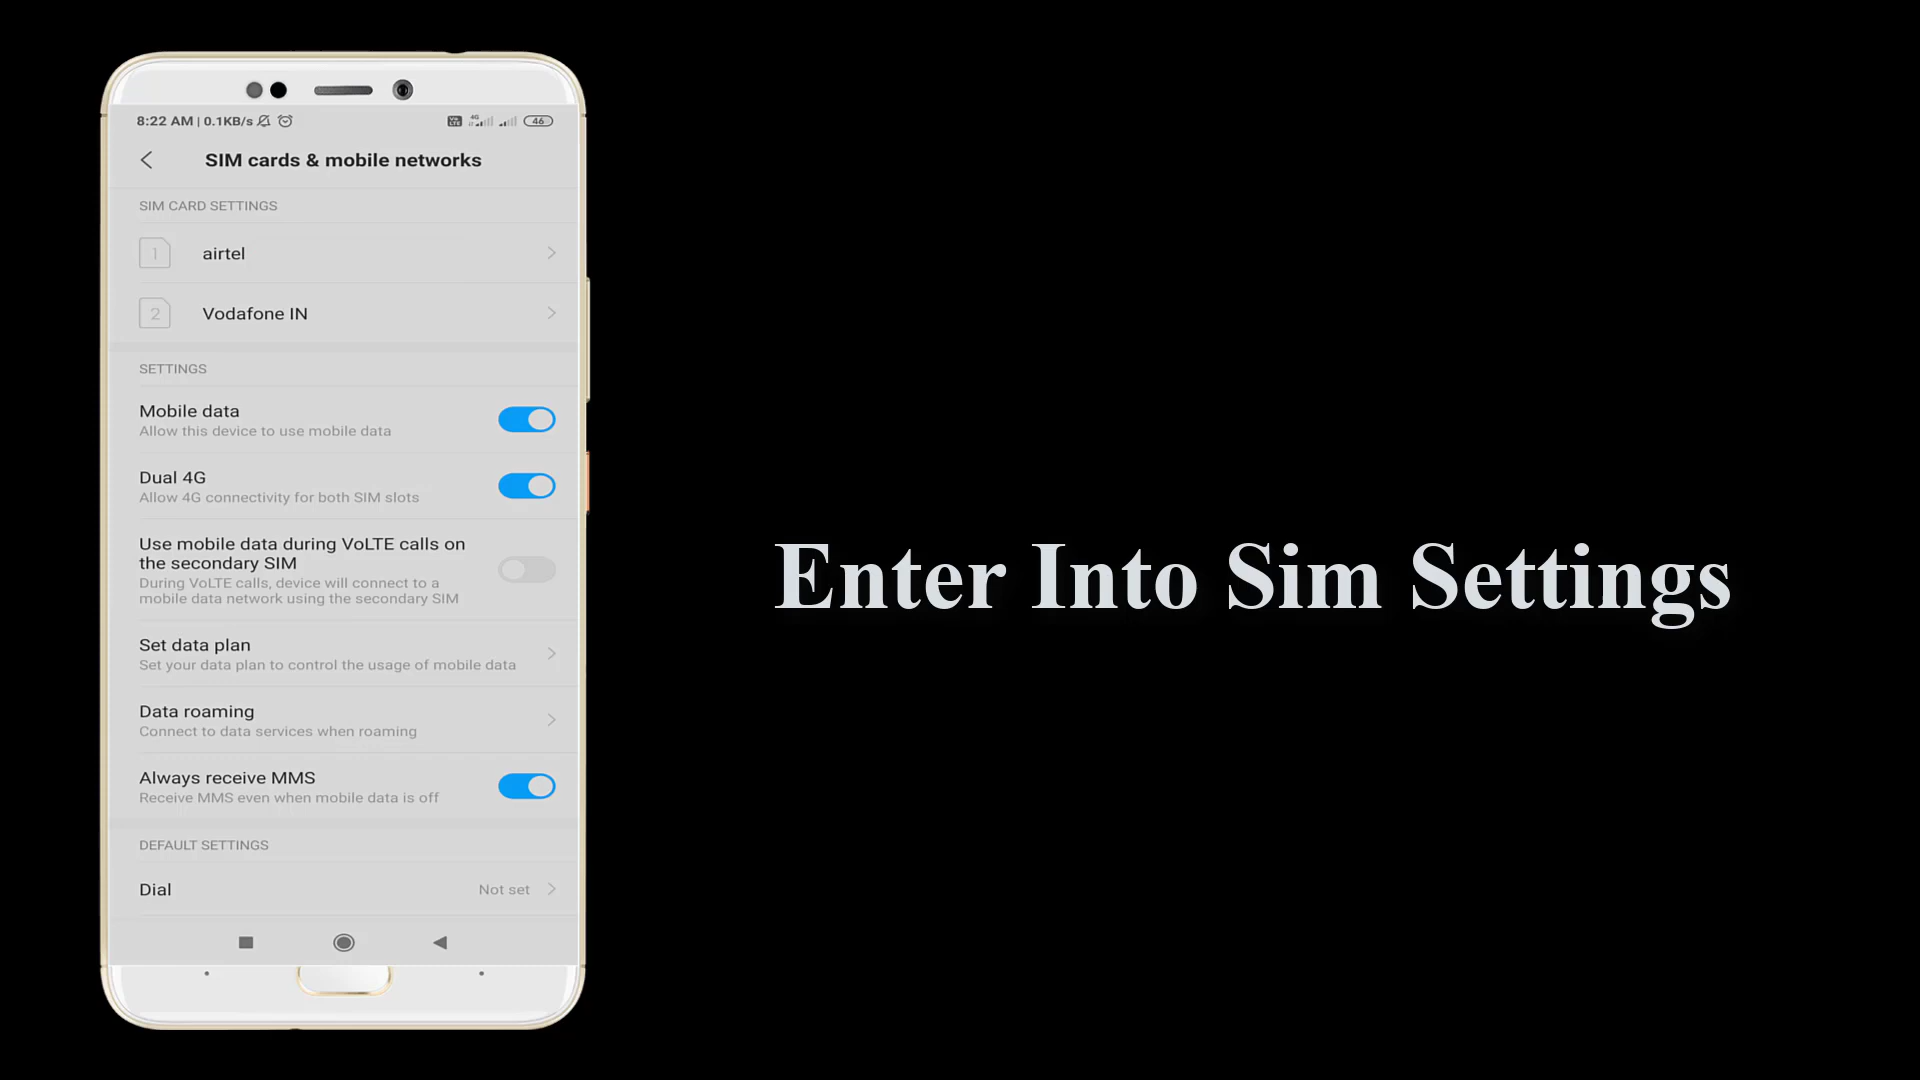 8:22 AM | 0.1KB/s
Vo LTE 4G 46
SIM cards & mobile networks
SIM CARD SETTINGS
1 airtel
2 Vodafone IN
SETTINGS
Mobile data
Allow this device to use mobile data
Dual 4G
Allow 4G connectivity for both SIM slots
Use mobile data during VoLTE calls on
the secondary SIM
During VoLTE calls, device will connect to a
mobile data network using the secondary SIM
Set data plan
Set your data plan to control the usage of mobile data
Data roaming
Connect to data services when roaming
Always receive MMS
Receive MMS even when mobile data is off
DEFAULT SETTINGS
Dial Not set
Enter Into Sim Settings